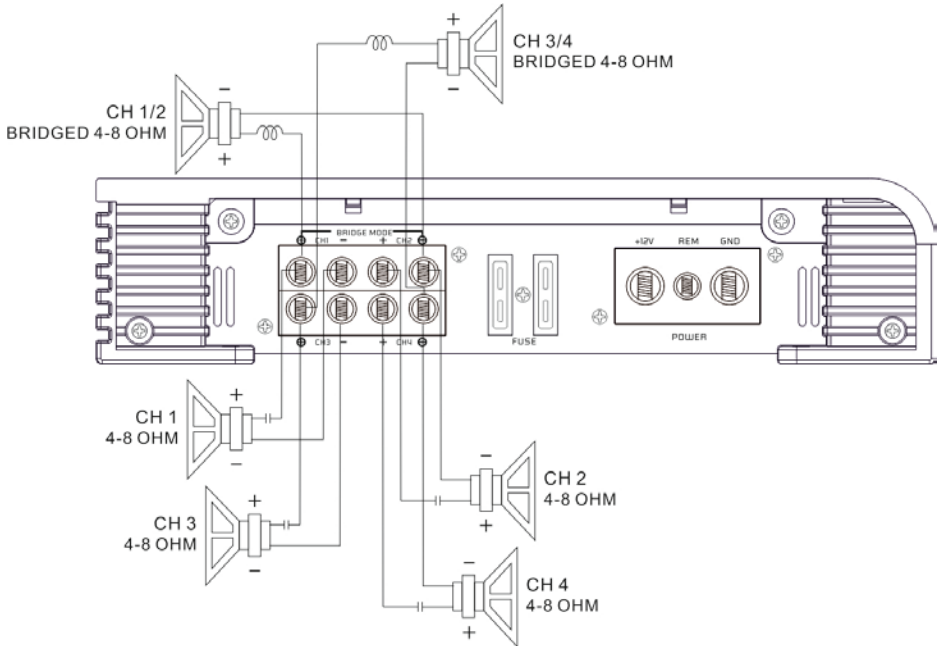 +
CH 3/4
BRIDGED 4-8 OHM
-
-
CH 1/2
BRIDGED 4-8 OHM
+
BRIDGE MODE
+ CH1 - + CH2 -
+12V REM GND
+ CH3 - + CH4 -
FUSE
POWER
+
CH 1
4-8 OHM
-
-
CH 2
4-8 OHM
+
+
CH 3
4-8 OHM
-
-
CH 4
4-8 OHM
+